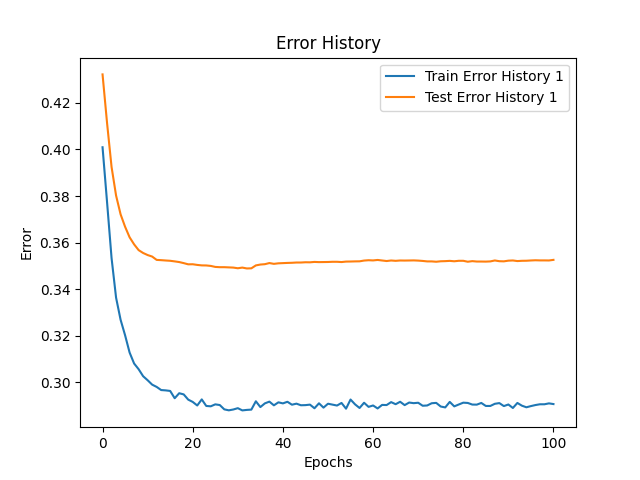 Error History
Train Error History 1
Test Error History 1
0.42
0.40
0.38
0.36
0.34
0.32
0.30
Error
0 20 40 60 80 100
Epochs